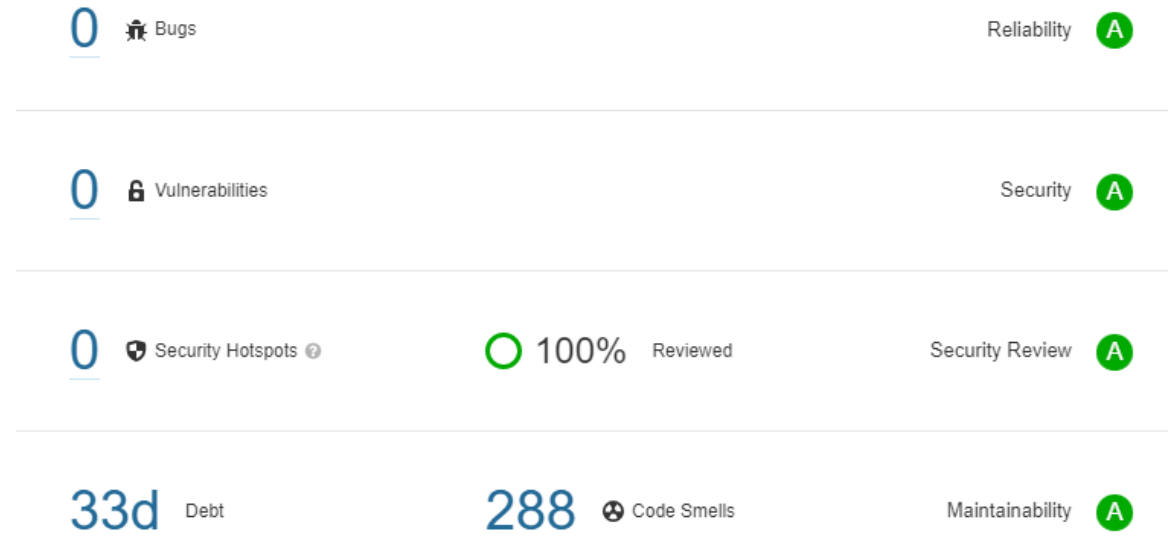 0 Bugs Reliability A
0 Vulnerabilities Security A
0 Security Hotspots ? 100% Reviewed Security Review A
33d Debt 288 Code Smells Maintainability A